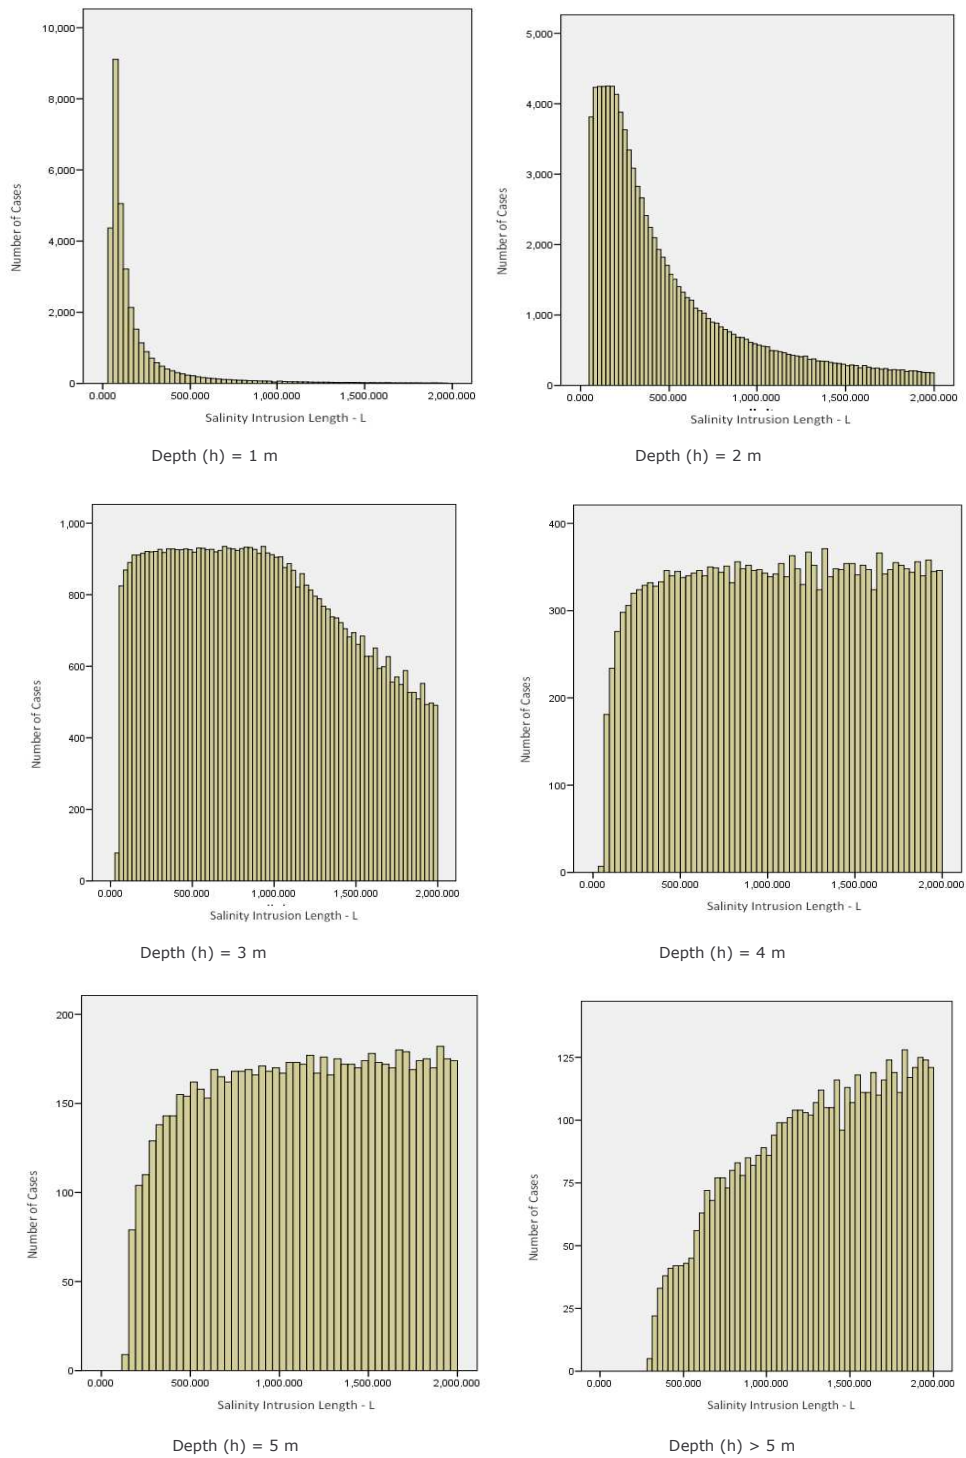 10,000
8,000
6,000
4,000
2,000
0
Number of Cases
0.000 500.000 1,000.000 1,500.000 2,000.000
Salinity Intrusion Length - L
Depth (h) = 1 m
5,000
4,000
3,000
2,000
1,000
0
Number of Cases
0.000 500.000 1,000.000 1,500.000 2,000.000
Salinity Intrusion Length - L
Depth (h) = 2 m
1,000
800
600
400
200
0
Number of Cases
0.000 500.000 1,000.000 1,500.000 2,000.000
Salinity Intrusion Length - L
Depth (h) = 3 m
400
300
200
100
0
Number of Cases
0.000 500.000 1,000.000 1,500.000 2,000.000
Salinity Intrusion Length - L
Depth (h) = 4 m
200
150
100
50
0
Number of Cases
0.000 500.000 1,000.000 1,500.000 2,000.000
Salinity Intrusion Length - L
Depth (h) = 5 m
125
100
75
50
25
0
Number of Cases
0.000 500.000 1,000.000 1,500.000 2,000.000
Salinity Intrusion Length - L
Depth (h) > 5 m